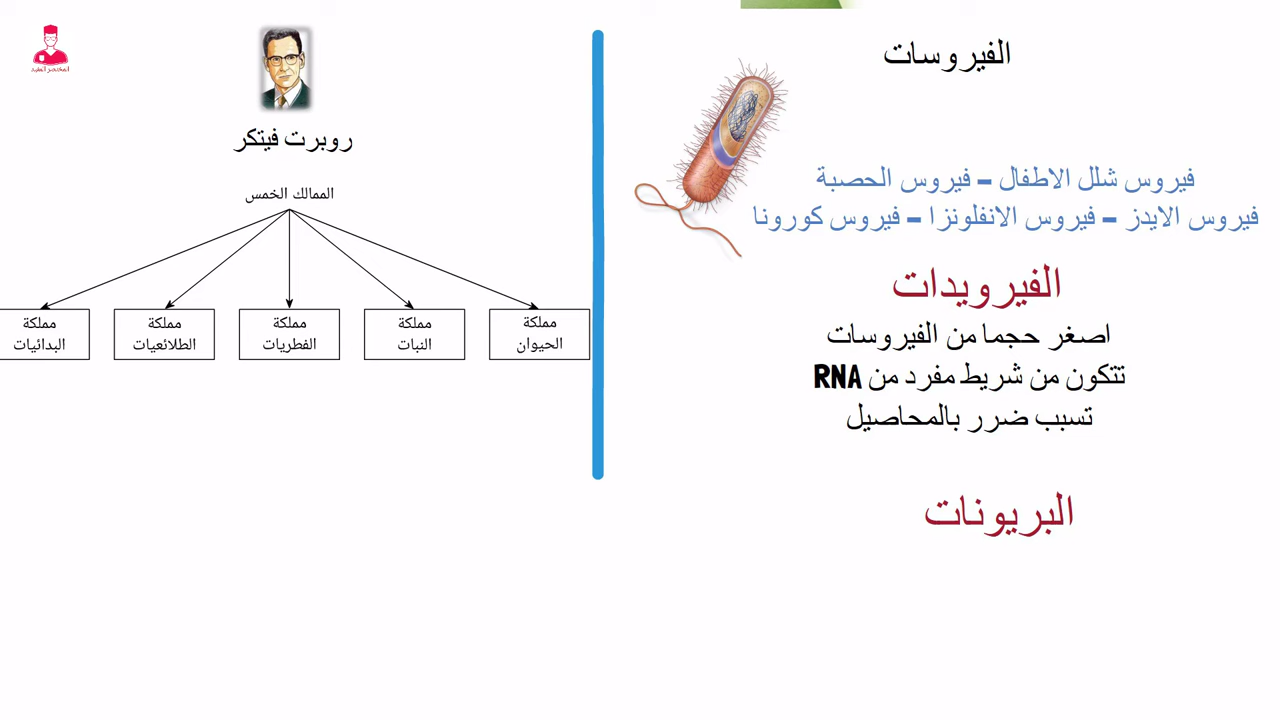 الفيروسات
فيروس شلل الاطفال – فيروس الحصبة
فيروس الايدز – فيروس الانفلونزا – فيروس كورونا
الفيرويدات
اصغر حجما من الفيروسات
تتكون من شريط مفرد من RNA
تسبب ضرر بالمحاصيل
البريونات
المختصر المفيد
روبرت فيتكر
الممالك الخمس
مملكة الحيوان
مملكة النبات
مملكة الفطريات
مملكة الطلائعيات
مملكة البدائيات